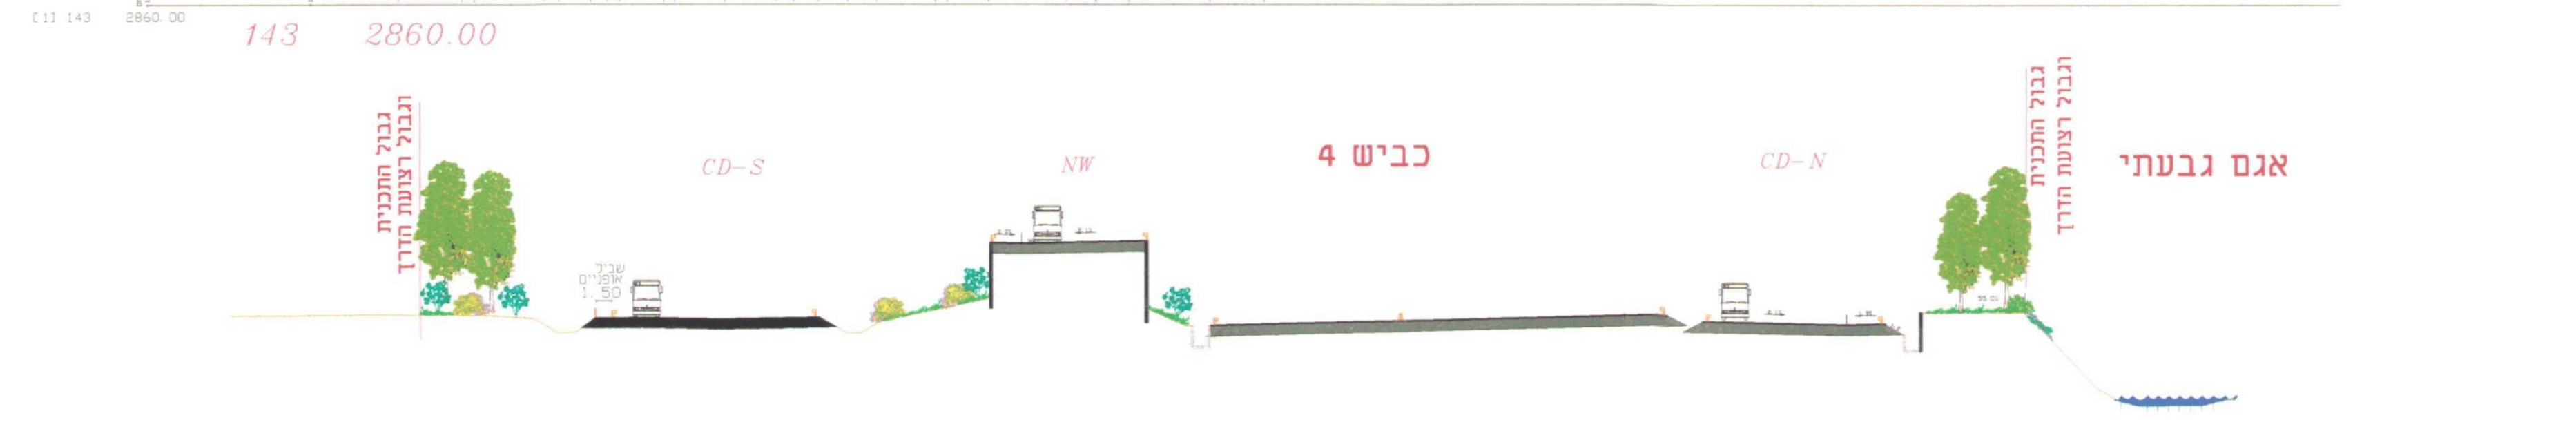 [1] 143 2860.00
143 2860.00
גבול התכנית
וגבול רצועת הדרך
CD-S
NW
כביש 4
CD-N
גבול התכנית
וגבול רצועת הדרך
אגם גבעתי
שביל
אופניים
1.50